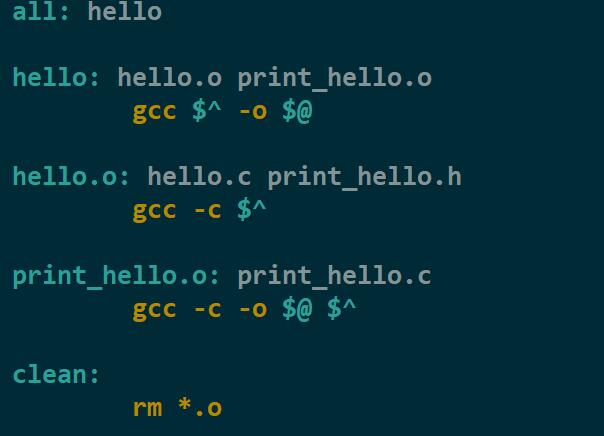 all: hello
hello: hello.o print_hello.o
gcc $^ -o $@
hello.o: hello.c print_hello.h
gcc -c $^
print_hello.o: print_hello.c
gcc -c -o $@ $^
clean:
rm *.o